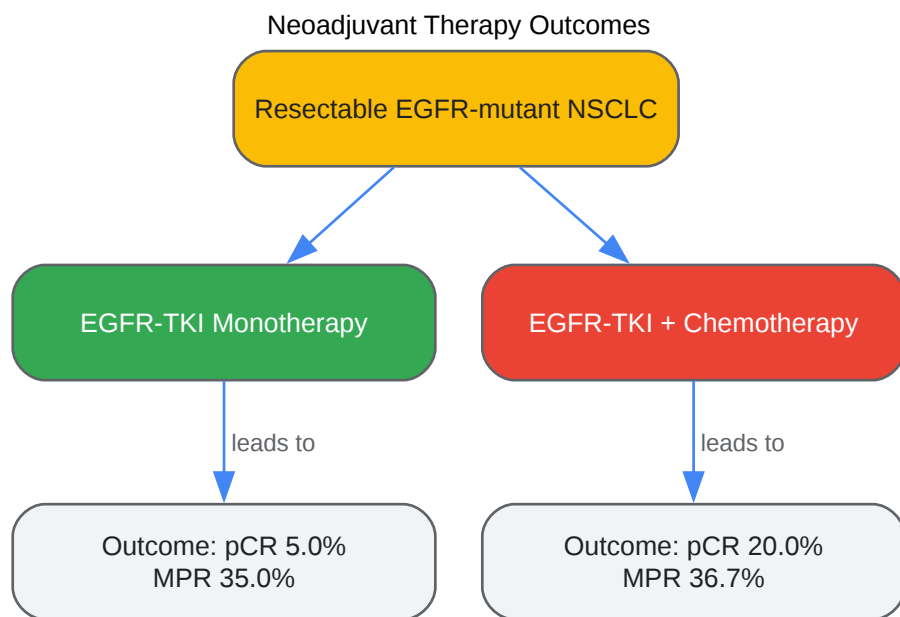 Neoadjuvant Therapy Outcomes
Resectable EGFR-mutant NSCLC
EGFR-TKI Monotherapy
EGFR-TKI + Chemotherapy
leads to
leads to
Outcome: pCR 5.0%
MPR 35.0%
Outcome: pCR 20.0%
MPR 36.7%